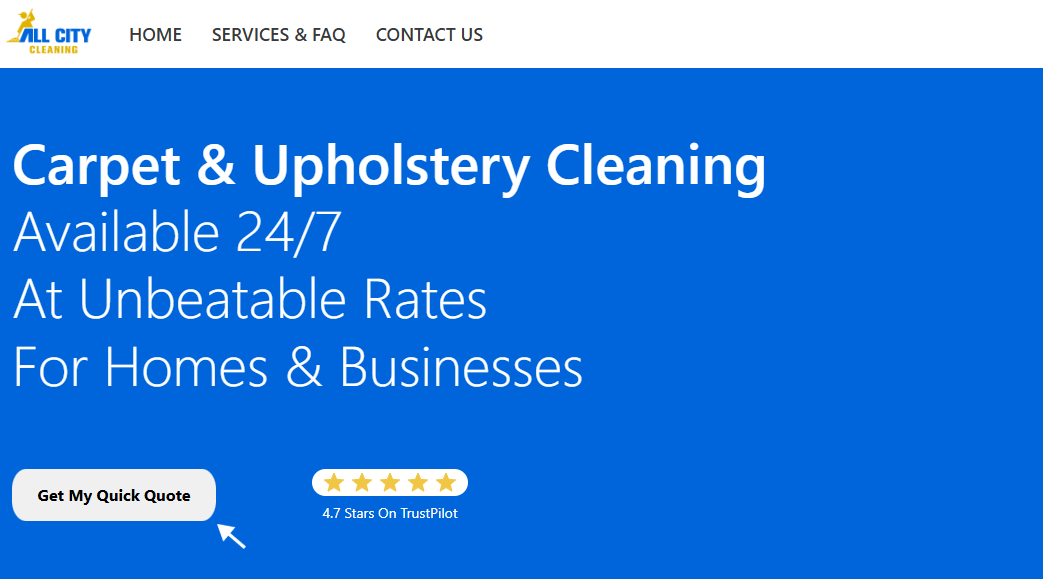 ALL CITY
CLEANING
HOME
SERVICES & FAQ
CONTACT US
Carpet & Upholstery Cleaning
Available 24/7
At Unbeatable Rates
For Homes & Businesses
Get My Quick Quote
4.7 Stars On TrustPilot